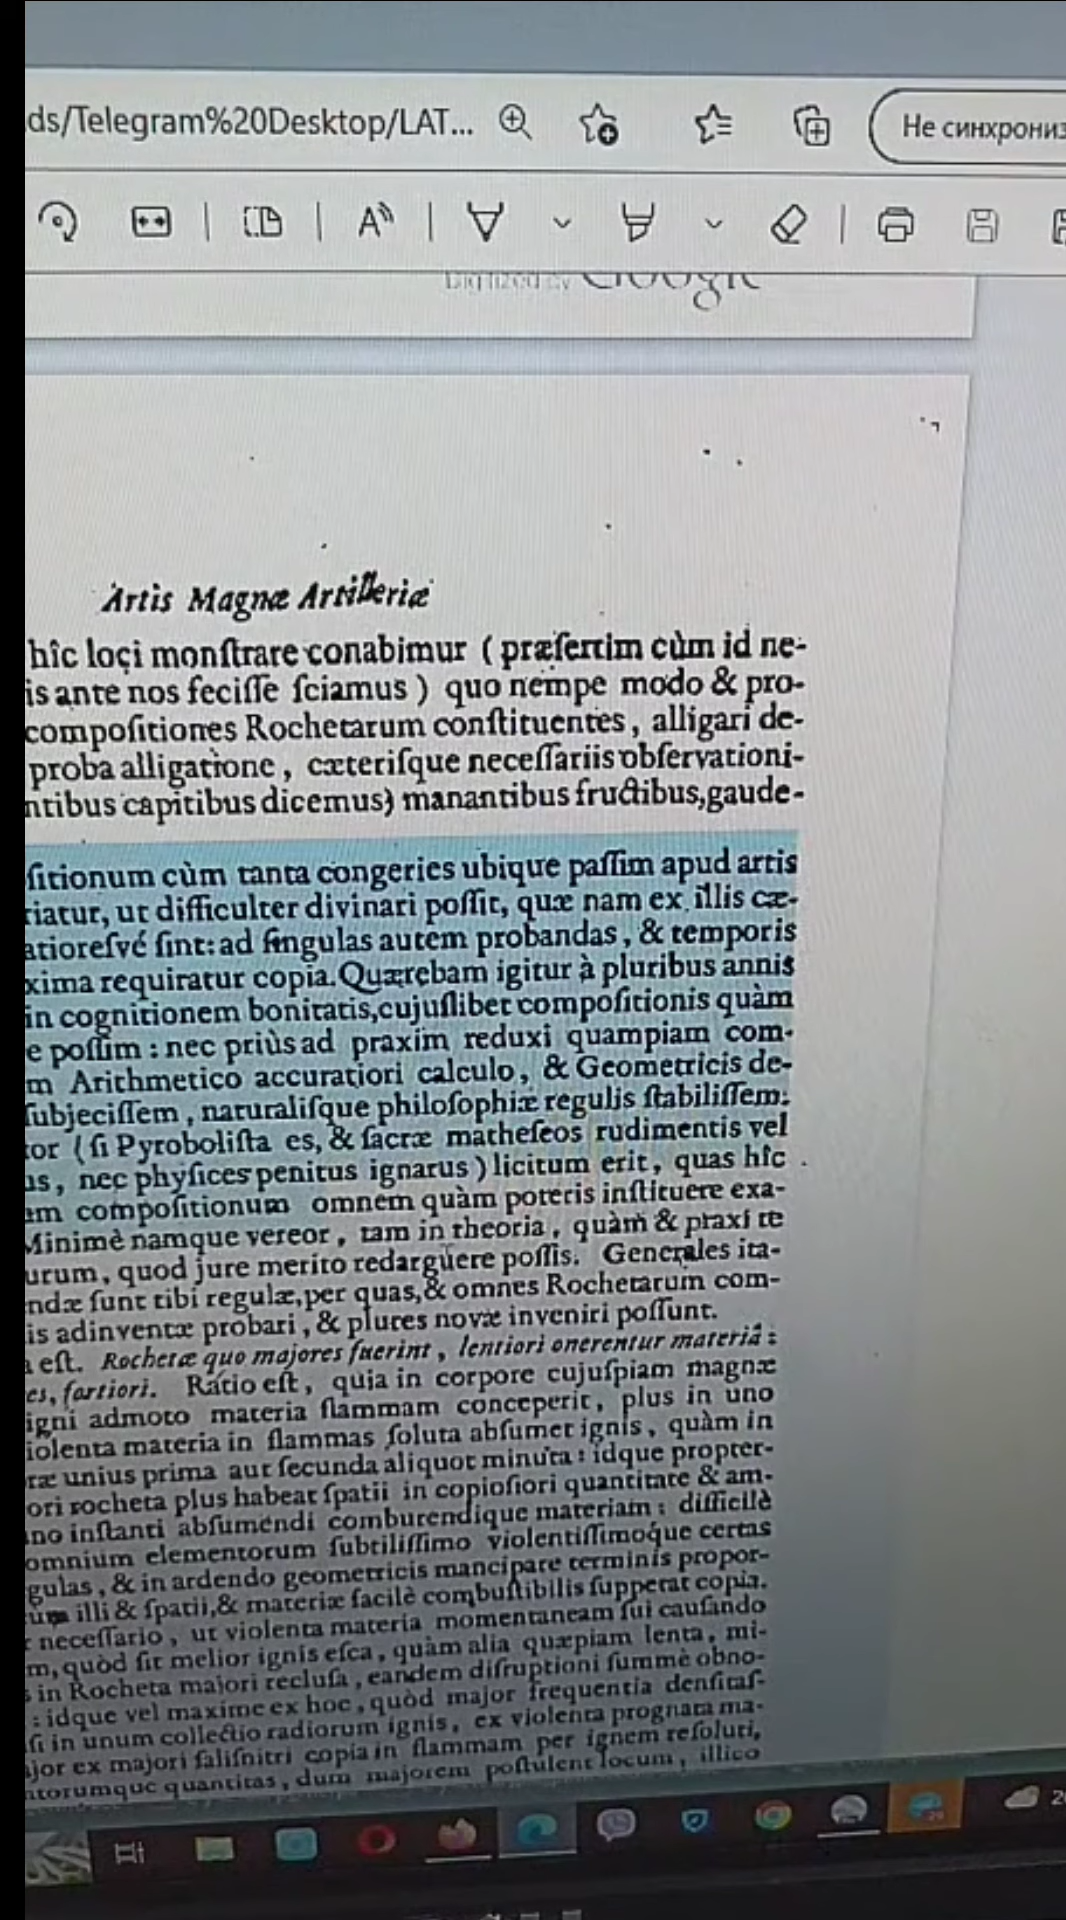 ds/Telegram%20Desktop/LAT...
Не синхрониз
Digitized by Google
Artis Magnæ Artilleriæ
hîc loci monſtrare conabimur ( præſertim cùm id ne-
is ante nos feciſſe ſciamus ) quo nempe modo & pro-
compoſitiones Rochetarum conſtituentes, alligari de-
proba alligatione, cæteriſque neceſſariis obſervationi-
ntibus capitibus dicemus) manantibus fructibus, gaude-
ſitionum cùm tanta congeries ubique paſſim apud artis
riatur, ut difficulter divinari poſſit, quæ nam ex illis cæ-
atioreſvé ſint: ad ſingulas autem probandas, & temporis
xima requiratur copia. Quærebam igitur à pluribus annis
in cognitionem bonitatis, cujuſlibet compoſitionis quàm
e poſſim : nec priùs ad praxim reduxi quampiam com-
m Arithmetico accuratiori calculo, & Geometricis de-
ſubjeciſſem, naturaliſque philoſophiæ regulis ſtabiliſſem:
tor (ſi Pyroboliſta es, & ſacræ matheſeos rudimentis vel
us, nec phyſices penitus ignarus) licitum erit, quas hîc
em compoſitionum omnem quàm poteris inſtituere exa-
Minimè namque vereor, tam in theoria, quàm & praxi te
urum, quod jure merito redarguere poſſis. Generales ita-
ndæ ſunt tibi regulæ, per quas, & omnes Rochetarum com-
is adinventæ probari, & plures novæ inveniri poſſunt.
a eſt. Rochetæ quo majores fuerint, lentiori onerentur materiâ :
es, fortiori. Ratio eſt, quia in corpore cujuſpiam magnæ
igni admoto materia flammam conceperit, plus in uno
iolenta materia in flammas ſoluta abſumet ignis, quàm in
ræ unius prima aut ſecunda aliquot minuta : idque propter-
ori rocheta plus habeat ſpatii in copioſiori quantitate & am-
no inſtanti abſumendi comburendique materiam : difficilè
omnium elementorum ſubtiliſſimo violentiſſimoque certas
gulas, & in ardendo geometricis mancipare terminis propor-
um illi & ſpatii, & materiæ facilè combuſtibilis ſuppetat copia.
t neceſſario, ut violenta materia momentaneam ſui cauſando
m, quòd ſit melior ignis eſca, quàm alia quæpiam lenta, mi-
s in Rocheta majori recluſa, eandem diſruptioni ſummè obno-
: idque vel maxime ex hoc, quòd major frequentia denſitaſ-
ſi in unum collectio radiorum ignis, ex violenta prognata ma-
jor ex majori ſaliſnitri copia in flammam per ignem reſoluti,
ntorumque quantitas, dum majorem poſtulent locum, illico